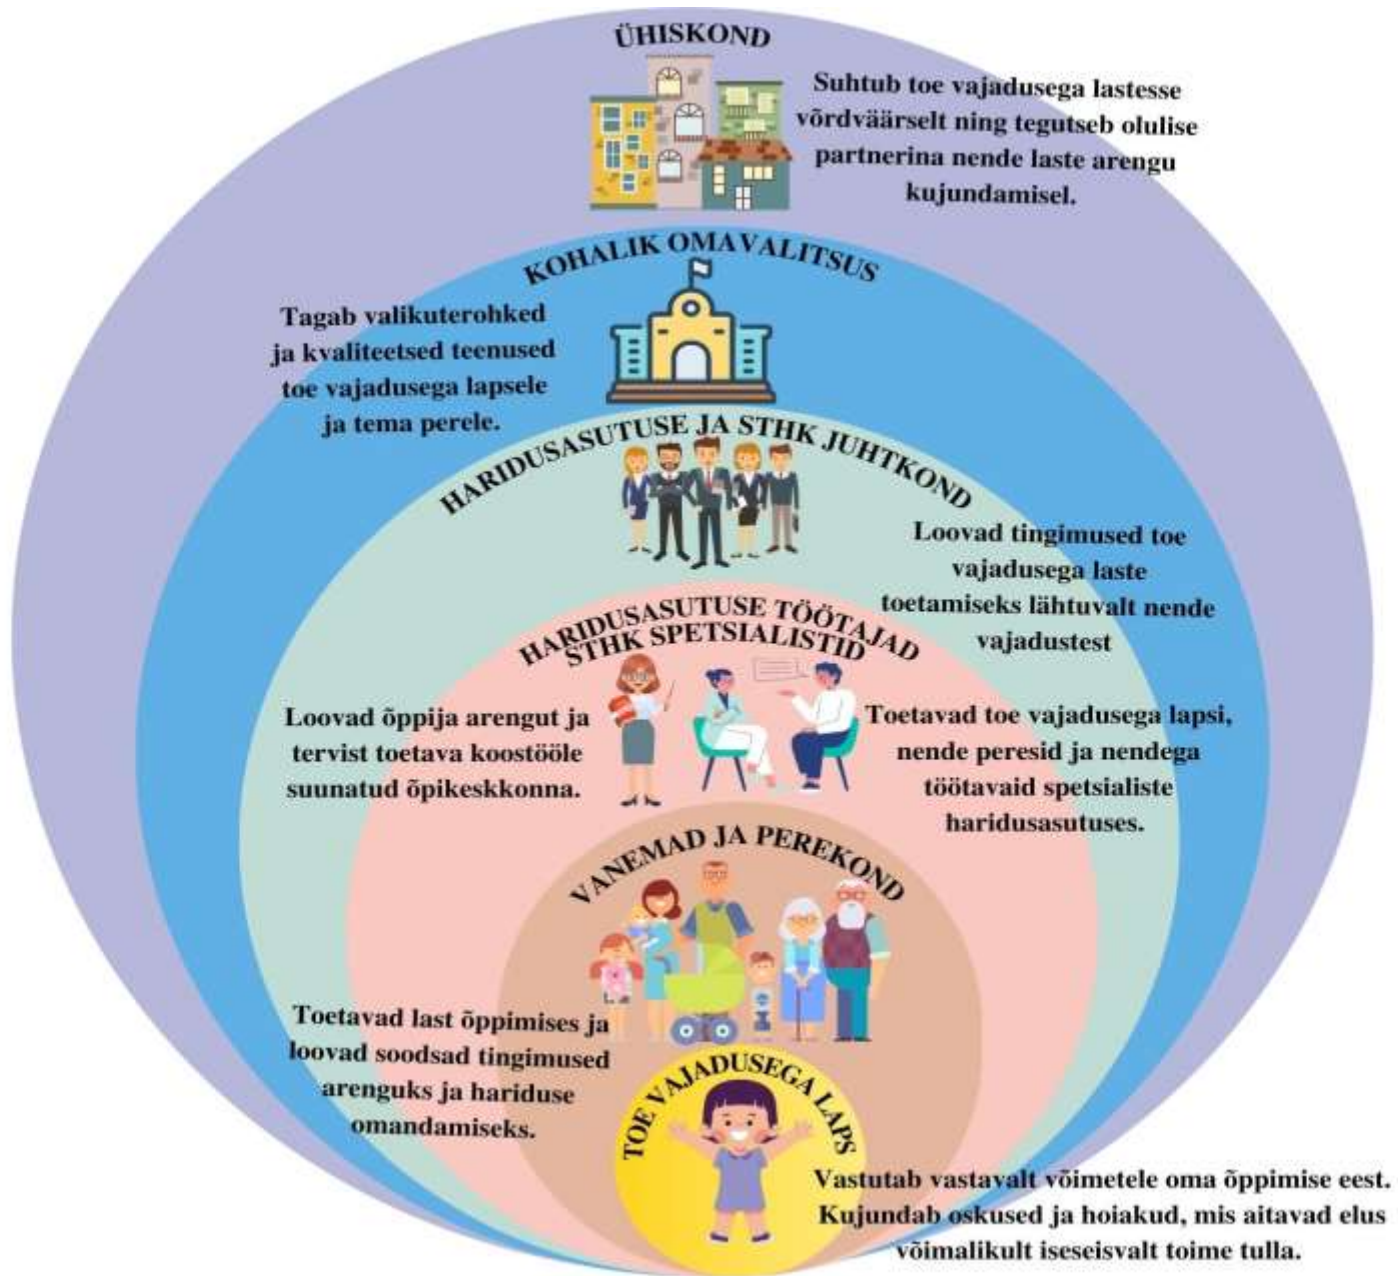 ÜHISKOND
Suhtub toe vajadusega lastesse
võrdväärselt ning tegutseb olulise
partnerina nende laste arengu
kujundamisel.
KOHALIK OMAVALITSUS
Tagab valikuterohked
ja kvaliteetsed teenused
toe vajadusega lapsele
ja tema perele.
HARIDUSASUTUSE JA STHK JUHTKOND
Loovad tingimused toe
vajadusega laste
toetamiseks lähtuvalt nende
vajadustest
HARIDUSASUTUSE TÖÖTAJAD
STHK SPETSIALISTID
Loovad õppija arengut ja
tervist toetava koostööle
suunatud õpikeskkonna.
Toetavad toe vajadusega lapsi,
nende peresid ja nendega
töötavaid spetsialiste
haridusasutuses.
VANEMAD JA PEREKOND
Toetavad last õppimises ja
loovad soodsad tingimused
arenguks ja hariduse
omandamiseks.
TOE VAJADUSEGA LAPS
Vastutab vastavalt võimetele oma õppimise eest.
Kujundab oskused ja hoiakud, mis aitavad elus
võimalikult iseseisvalt toime tulla.